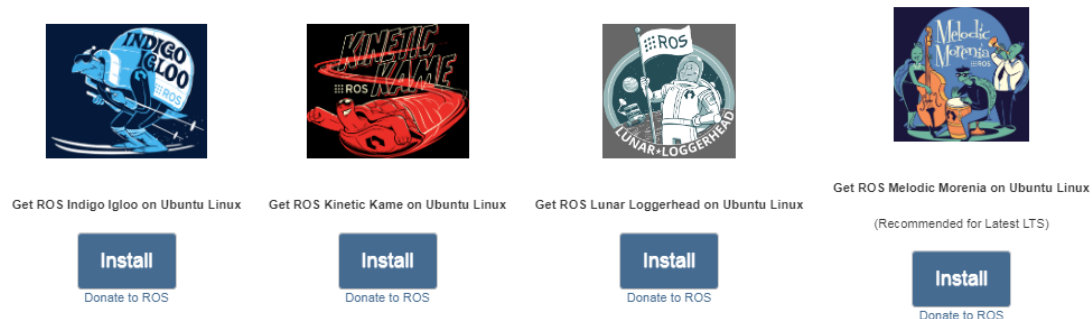 INDIGO
IGLOO
ROS
KINETIC
KAME
ROS
ROS
LUNAR LOGGERHEAD
Melodic
Morenia
ROS
Get ROS Indigo Igloo on Ubuntu Linux
Get ROS Kinetic Kame on Ubuntu Linux
Get ROS Lunar Loggerhead on Ubuntu Linux
Get ROS Melodic Morenia on Ubuntu Linux
(Recommended for Latest LTS)
Install
Donate to ROS
Install
Donate to ROS
Install
Donate to ROS
Install
Donate to ROS